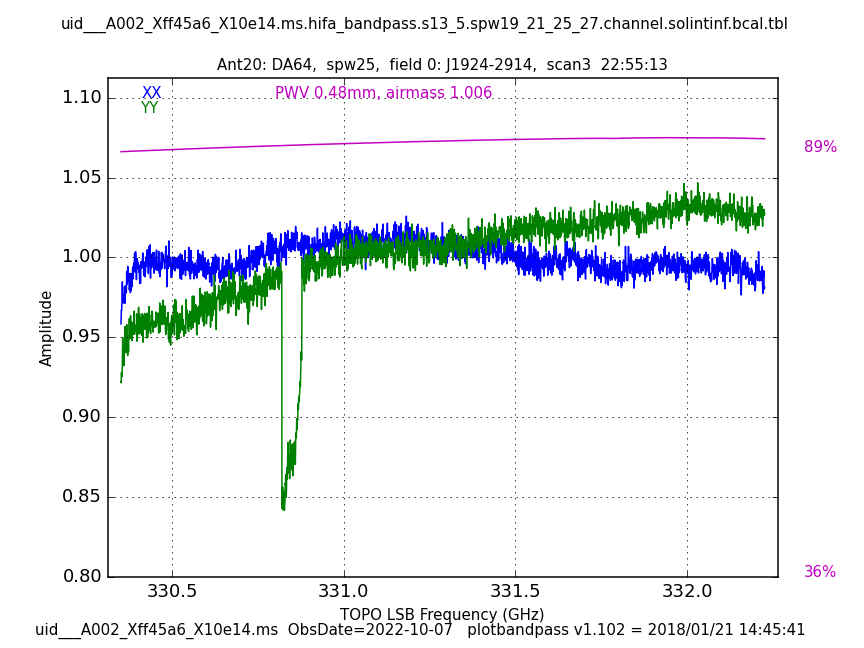 uid___A002_Xff45a6_X10e14.ms.hifa_bandpass.s13_5.spw19_21_25_27.channel.solintinf.bcal.tbl
Ant20: DA64,  spw25,  field 0: J1924-2914,  scan3  22:55:13
XX
YY
PWV 0.48mm, airmass 1.006
1.10
1.05
1.00
0.95
0.90
0.85
0.80
Amplitude
89%
36%
330.5
331.0
331.5
332.0
TOPO LSB Frequency (GHz)
uid___A002_Xff45a6_X10e14.ms  ObsDate=2022-10-07   plotbandpass v1.102 = 2018/01/21 14:45:41